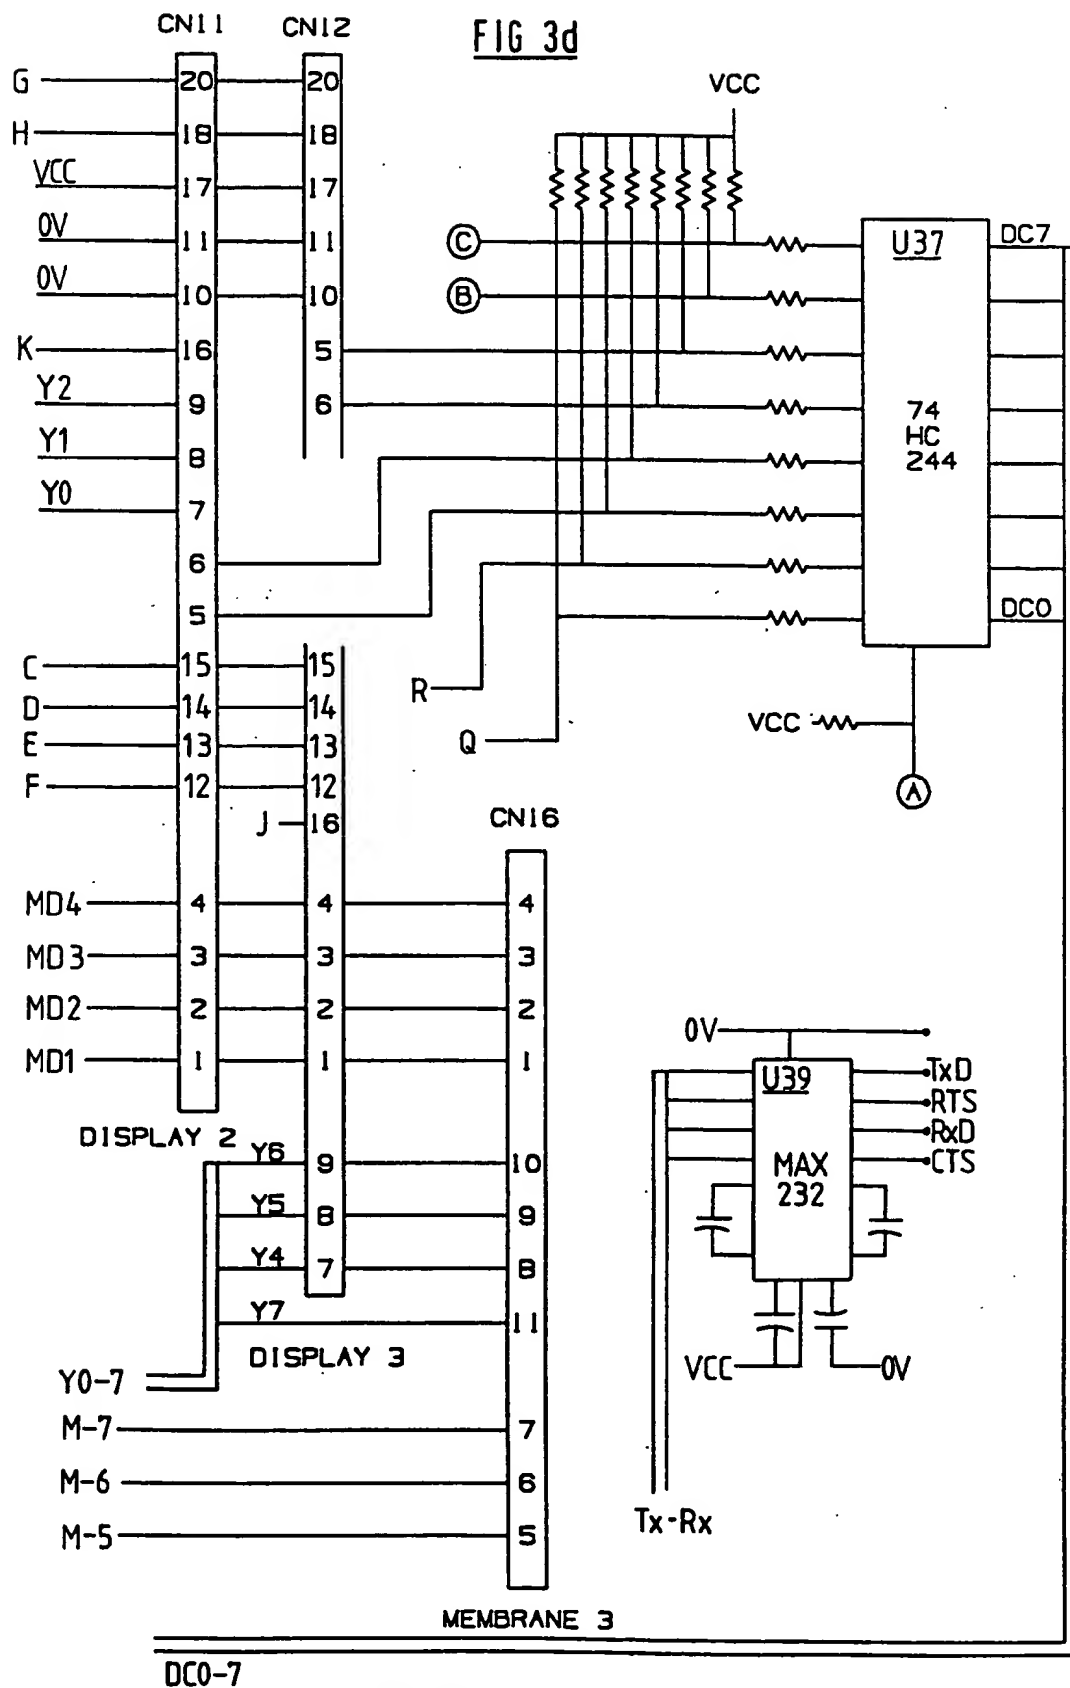 FIG 3d
CN11
CN12
G 20 20
H 18 18
VCC 17 17
0V 11 11
0V 10 10
K 16 5
Y2 9 6
Y1 8
Y0 7
6
5
C 15 15
D 14 14
E 13 13
F 12 12
J 16
MD4 4 4 4
MD3 3 3 3
MD2 2 2 2
MD1 1 1 1
DISPLAY 2
Y6 9 10
Y5 8 9
Y4 7 8
Y7 11
DISPLAY 3
Y0-7
M-7 7
M-6 6
M-5 5
CN16
MEMBRANE 3
DC0-7
VCC
C
B
R
Q
U37
74
HC
244
DC7
DC0
VCC
A
0V
U39
MAX
232
TxD
RTS
RxD
CTS
VCC
0V
Tx-Rx